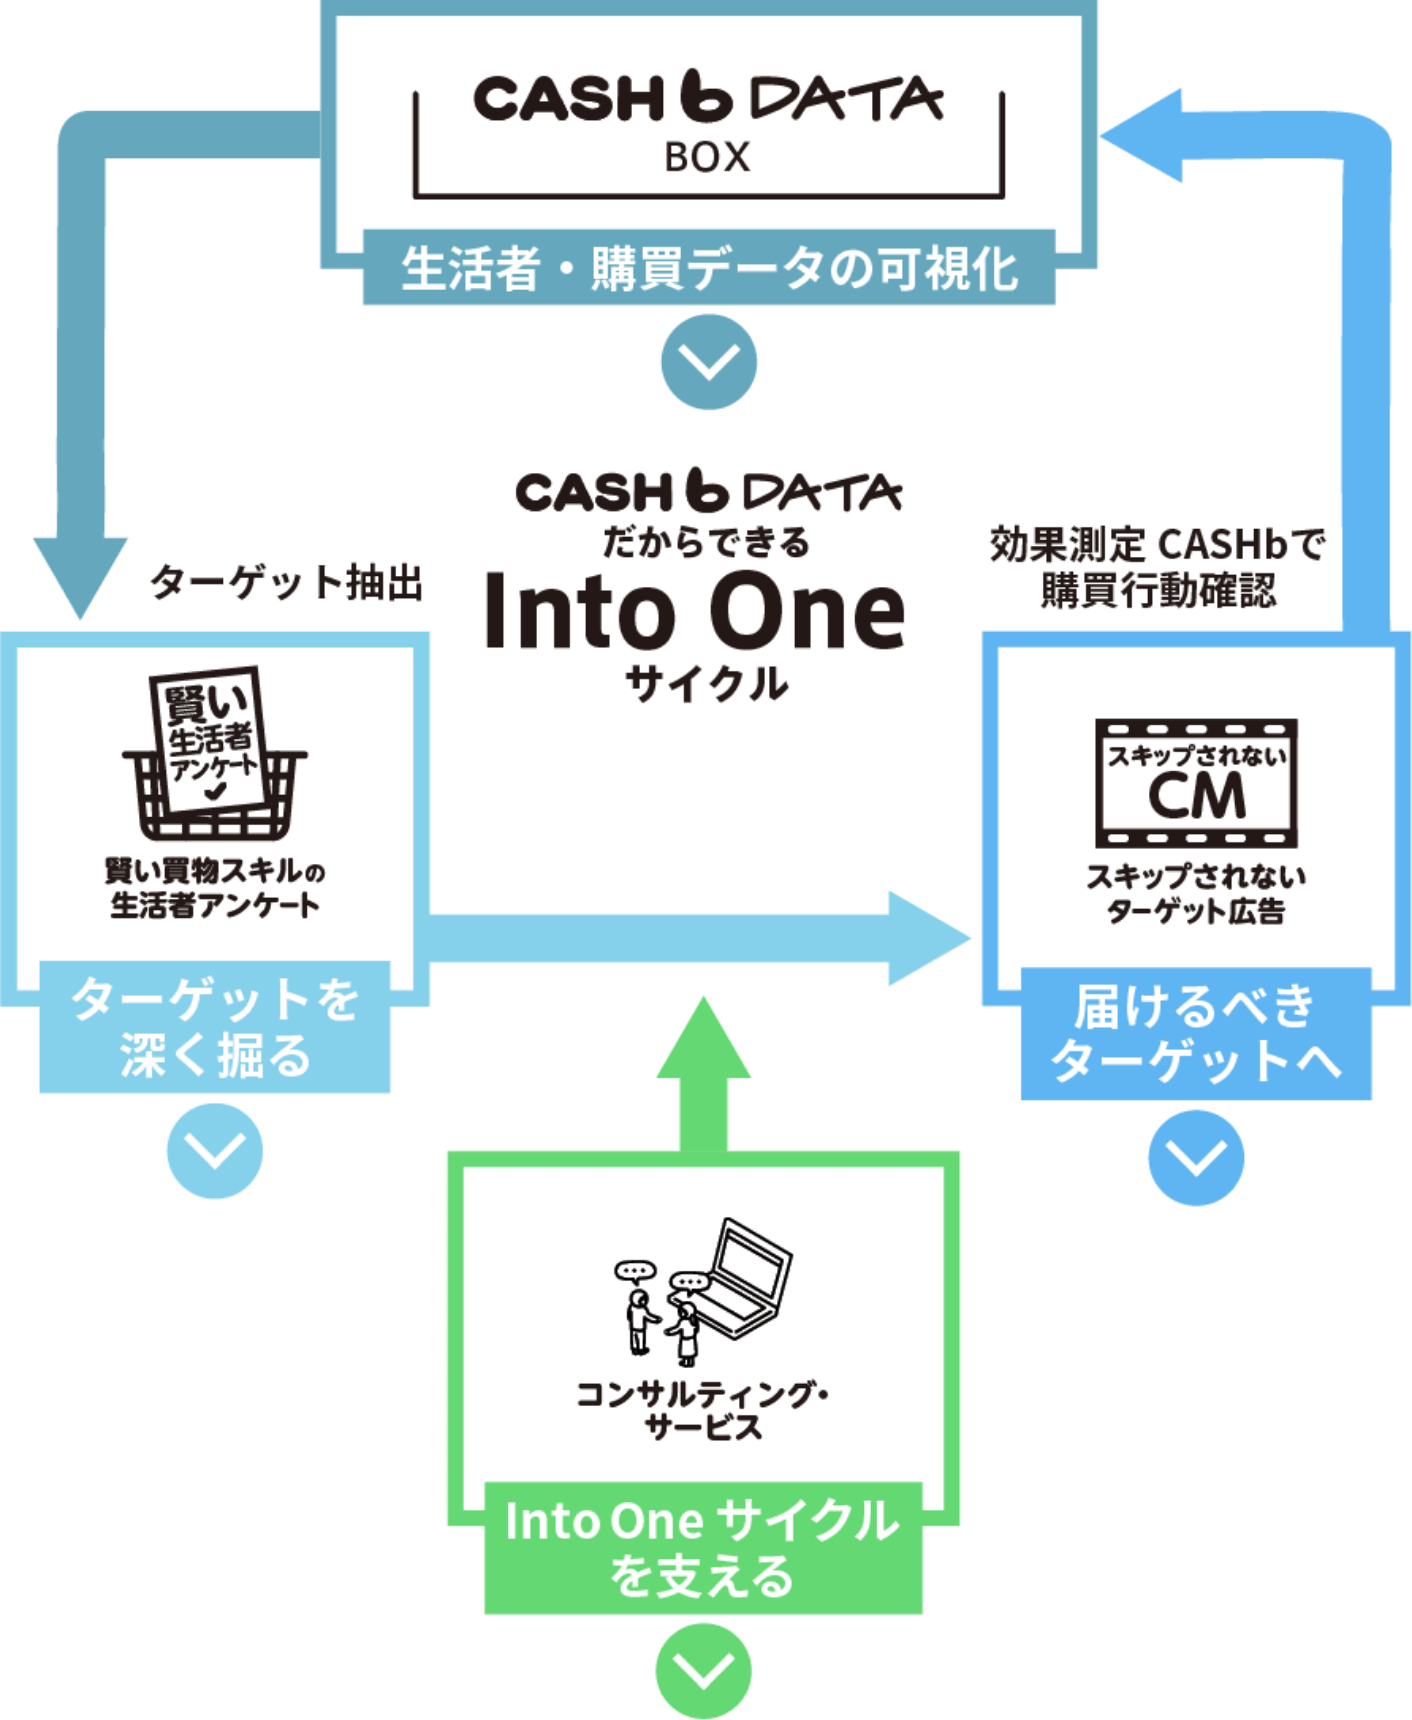 CASH b DATA
BOX
生活者・購買データの可視化
CASH b DATA
だからできる
Into One
サイクル
ターゲット抽出
効果測定 CASHbで
購買行動確認
賢い
生活者
アンケート
賢い買物スキルの
生活者アンケート
ターゲットを
深く掘る
スキップされない
CM
スキップされない
ターゲット広告
届けるべき
ターゲットへ
コンサルティング・
サービス
Into One サイクル
を支える